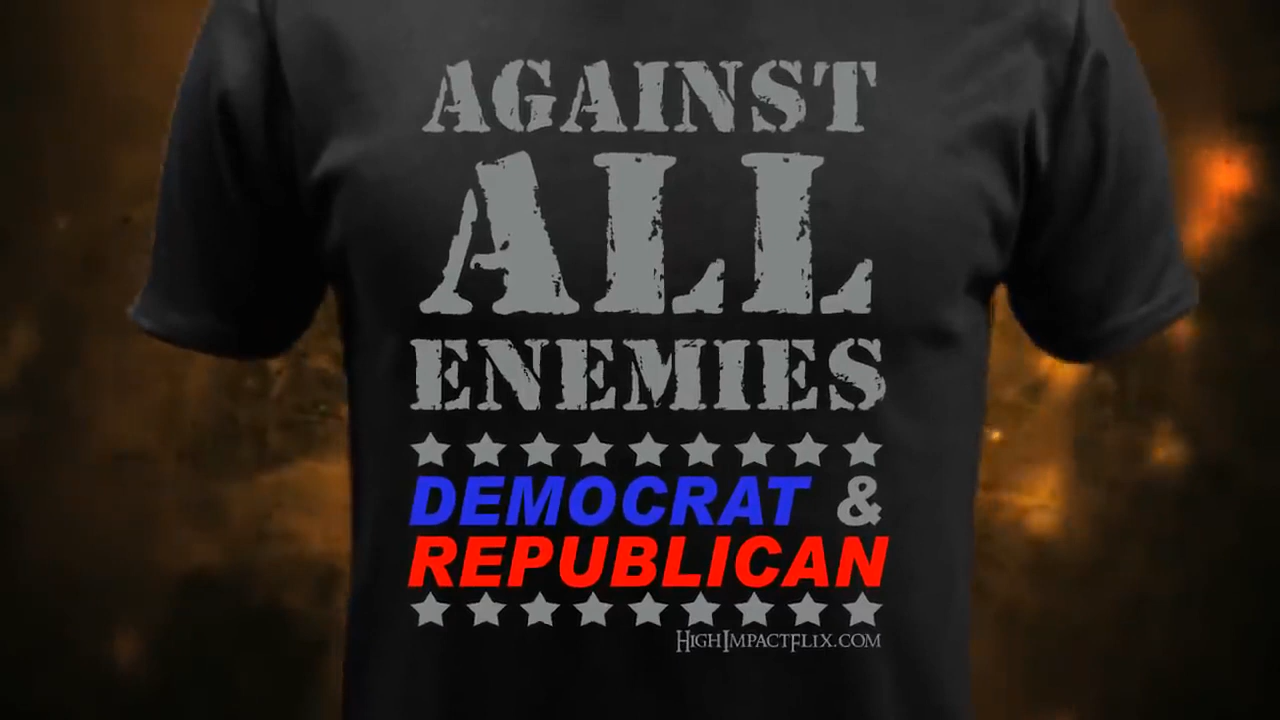 AGAINST
ALL
ENEMIES
DEMOCRAT &
REPUBLICAN
HIGHIMPACTFLIX.COM